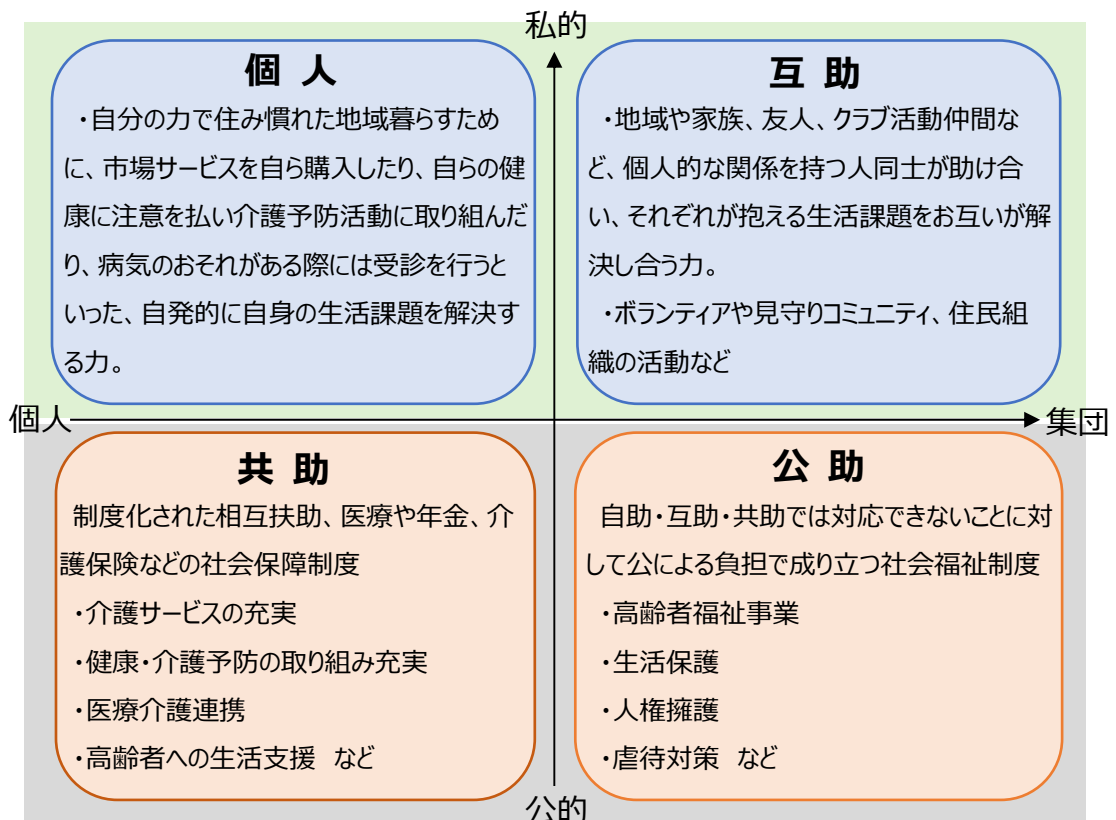 私的
個 人
・自分の力で住み慣れた地域暮らすため
に、市場サービスを自ら購入したり、自らの健
康に注意を払い介護予防活動に取り組んだ
り、病気のおそれがある際には受診を行うと
いった、自発的に自身の生活課題を解決す
る力。
互 助
・地域や家族、友人、クラブ活動仲間な
ど、個人的な関係を持つ人同士が助け合
い、それぞれが抱える生活課題をお互いが解
決し合う力。
・ボランティアや見守りコミュニティ、住民組
織の活動など
個人
集団
共 助
制度化された相互扶助、医療や年金、介
護保険などの社会保障制度
・介護サービスの充実
・健康・介護予防の取り組み充実
・医療介護連携
・高齢者への生活支援 など
公 助
自助・互助・共助では対応できないことに対
して公による負担で成り立つ社会福祉制度
・高齢者福祉事業
・生活保護
・人権擁護
・虐待対策 など
公的